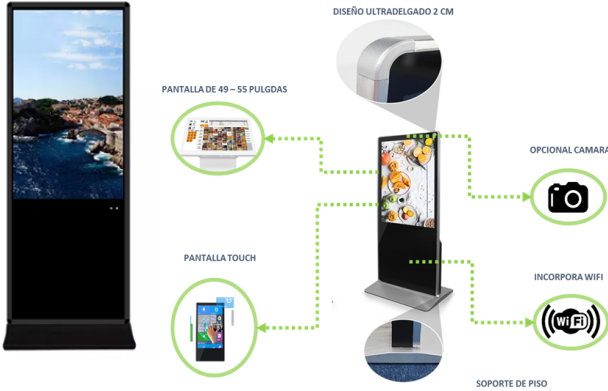 DISEÑO ULTRADELGADO 2 CM
PANTALLA DE 49 – 55 PULGDAS
OPCIONAL CAMARA
PANTALLA TOUCH
INCORPORA WIFI
WiFi
SOPORTE DE PISO